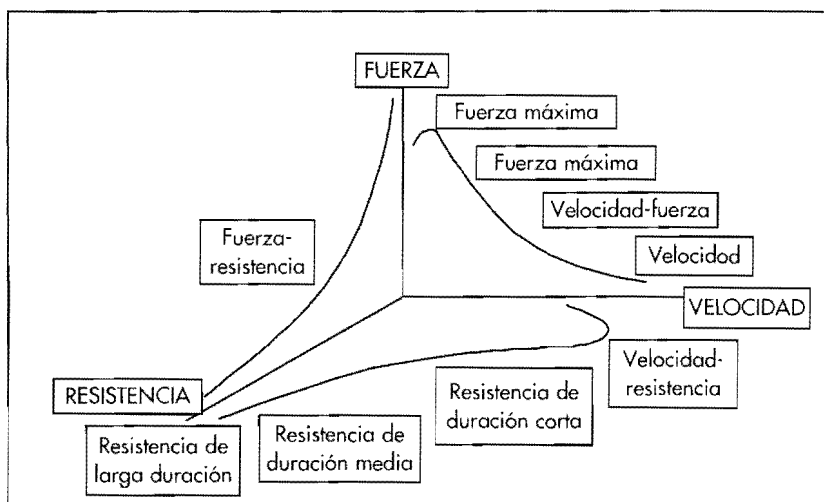 FUERZA
Fuerza máxima
Fuerza máxima
Velocidad-fuerza
Velocidod
VELOCIDAD
Fuerza-
resistencia
Velocidad-
resistencia
RESISTENCIA
Resistencia de
duración corta
Resistencia de
larga duración
Resistencia de
duración media